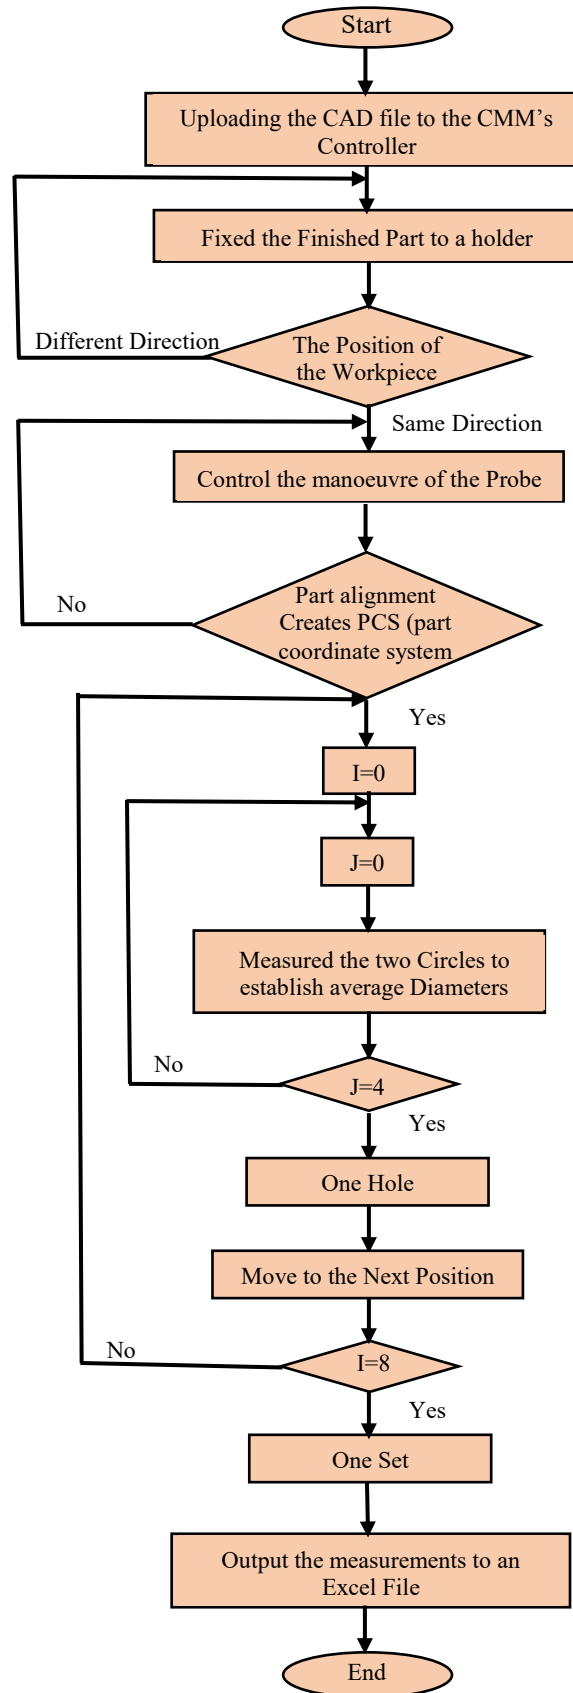 Start
Uploading the CAD file to the CMM's
Controller
Fixed the Finished Part to a holder
Different Direction
The Position of
the Workpiece
Same Direction
Control the manoeuvre of the Probe
No
Part alignment
Creates PCS (part
coordinate system
Yes
I=0
J=0
Measured the two Circles to
establish average Diameters
No
J=4
Yes
One Hole
Move to the Next Position
No
I=8
Yes
One Set
Output the measurements to an
Excel File
End